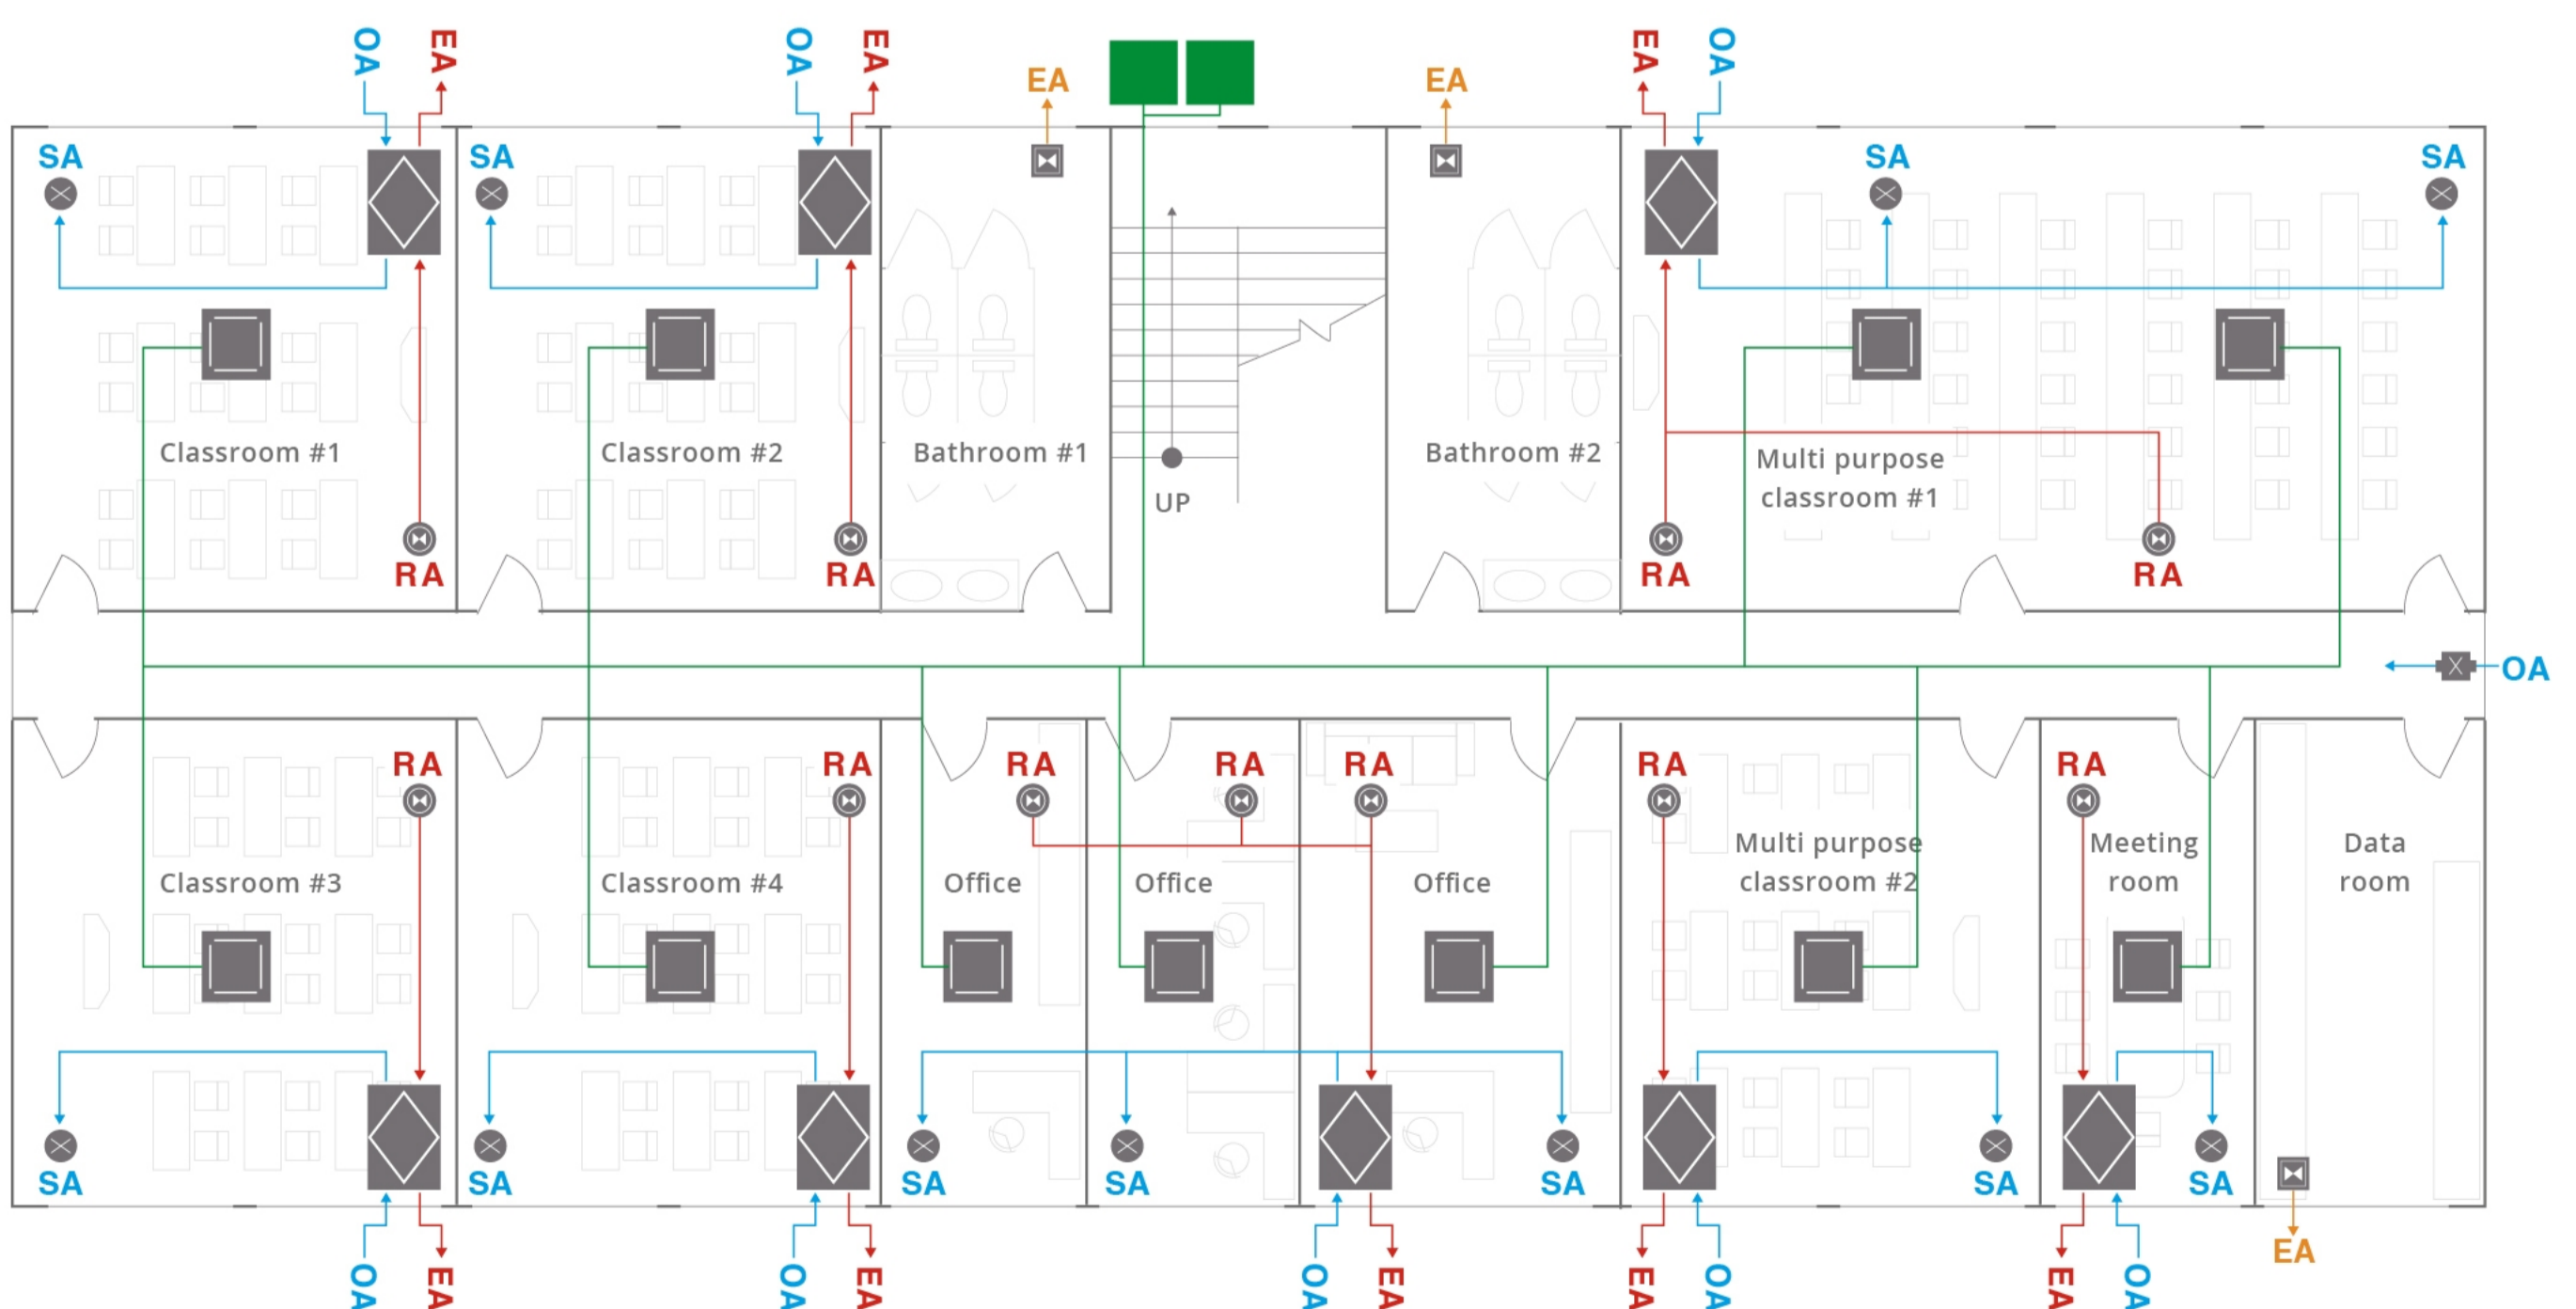 OA
EA
OA
EA
EA
EA
EA
OA
SA
SA
SA
SA
Classroom #1
Classroom #2
Bathroom #1
UP
Bathroom #2
Multi purpose
classroom #1
RA
RA
RA
RA
OA
RA
RA
RA
RA
RA
RA
RA
Classroom #3
Classroom #4
Office
Office
Office
Multi purpose
classroom #2
Meeting
room
Data
room
SA
SA
SA
SA
SA
SA
SA
EA
OA
EA
OA
EA
OA
EA
EA
OA
EA
OA